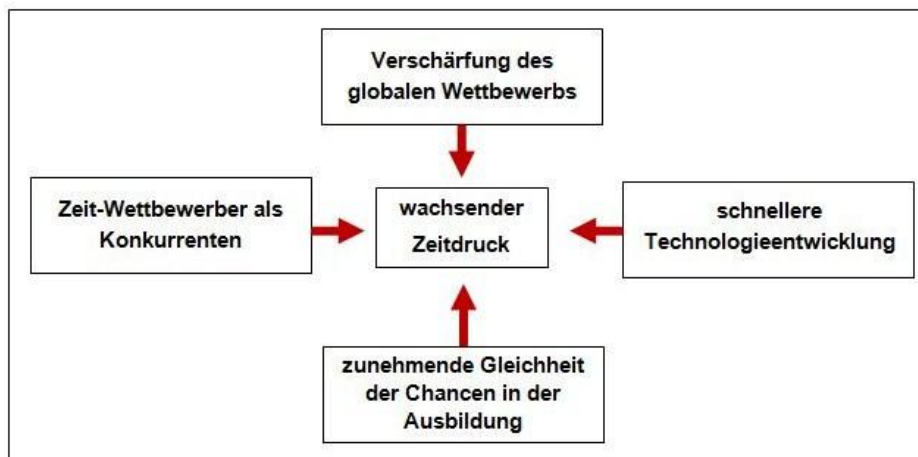 Verschärfung des
globalen Wettbewerbs
Zeit-Wettbewerber als
Konkurrenten
wachsender
Zeitdruck
schnellere
Technologieentwicklung
zunehmende Gleichheit
der Chancen in der
Ausbildung